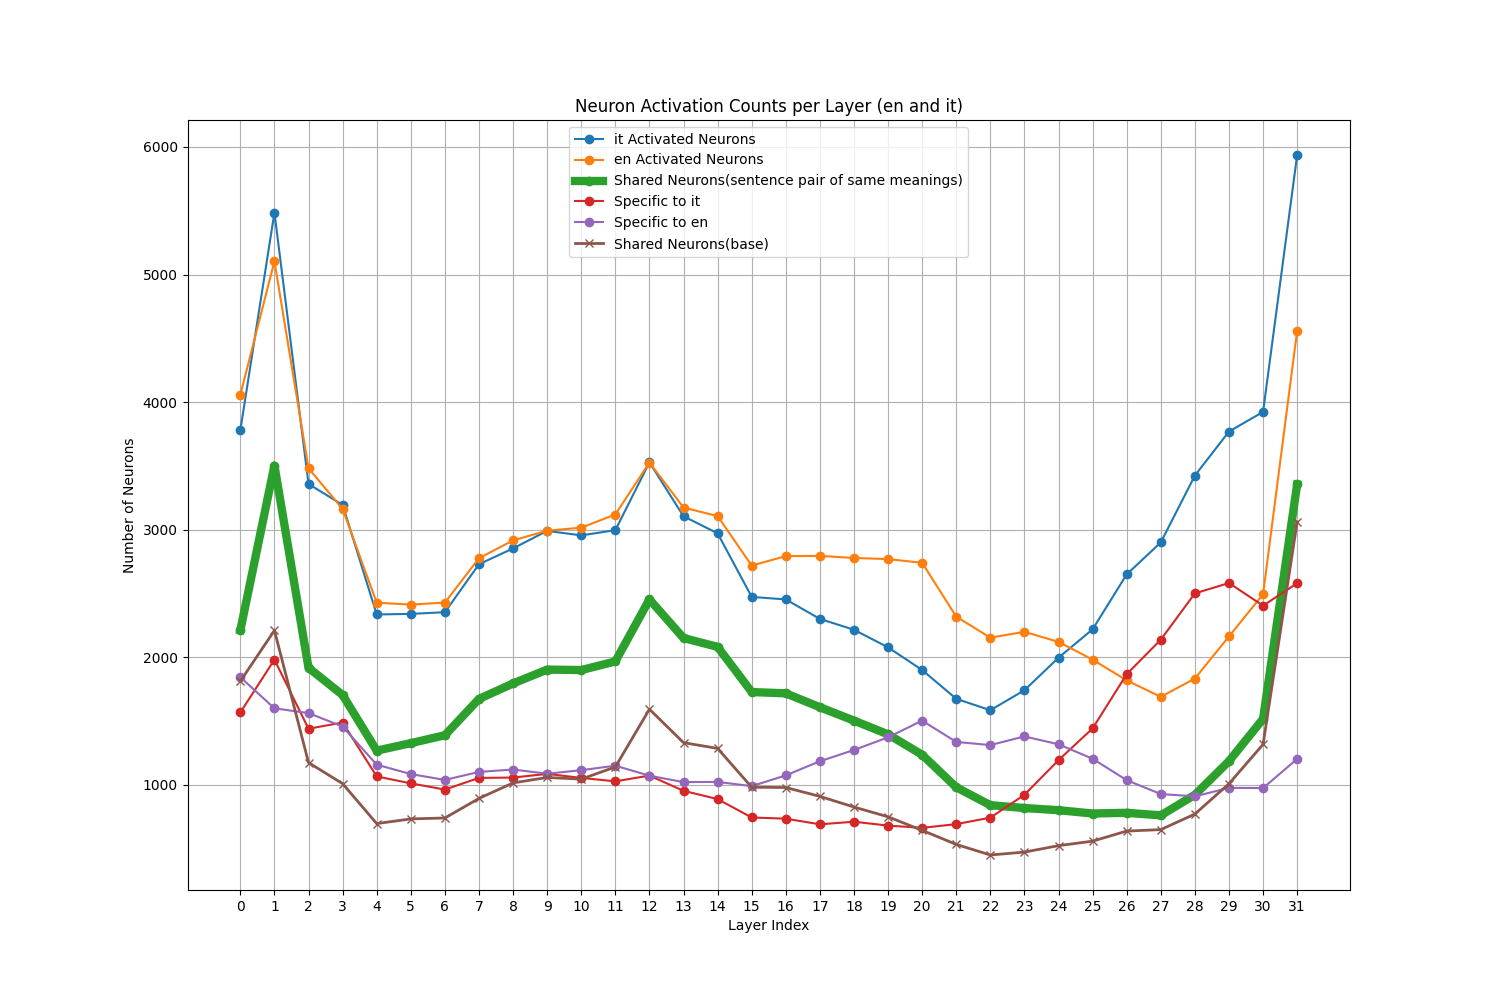 Neuron Activation Counts per Layer (en and it)
it Activated Neurons
en Activated Neurons
Shared Neurons(sentence pair of same meanings)
Specific to it
Specific to en
Shared Neurons(base)
Number of Neurons
6000
5000
4000
3000
2000
1000
0 1 2 3 4 5 6 7 8 9 10 11 12 13 14 15 16 17 18 19 20 21 22 23 24 25 26 27 28 29 30 31
Layer Index